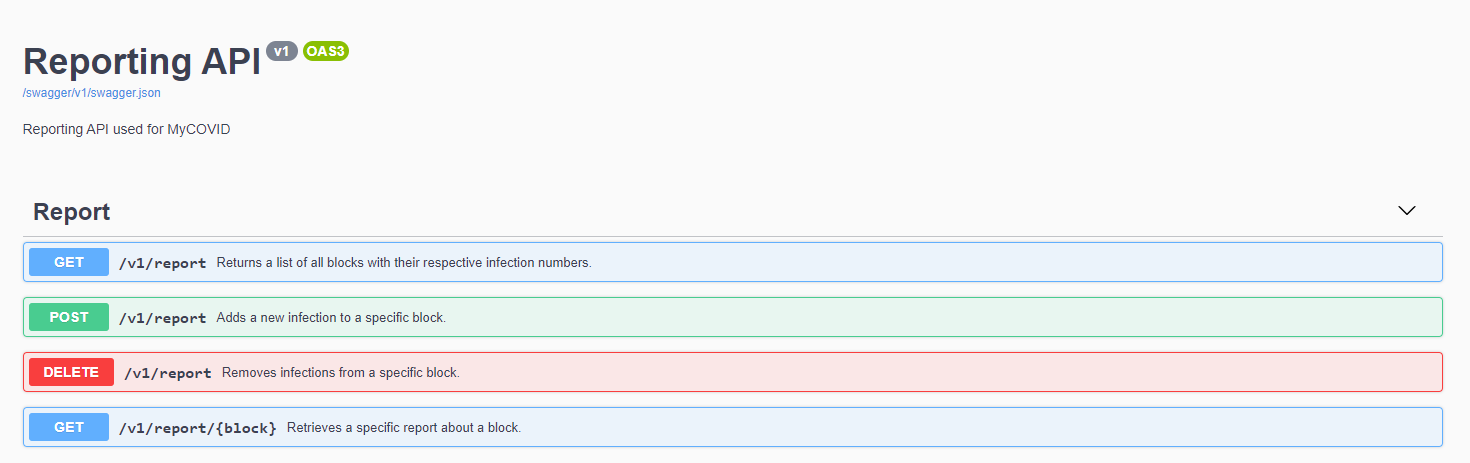 Reporting API v1 OAS3
/swagger/v1/swagger.json
Reporting API used for MyCOVID
Report
GET /v1/report Returns a list of all blocks with their respective infection numbers.
POST /v1/report Adds a new infection to a specific block.
DELETE /v1/report Removes infections from a specific block.
GET /v1/report/{block} Retrieves a specific report about a block.